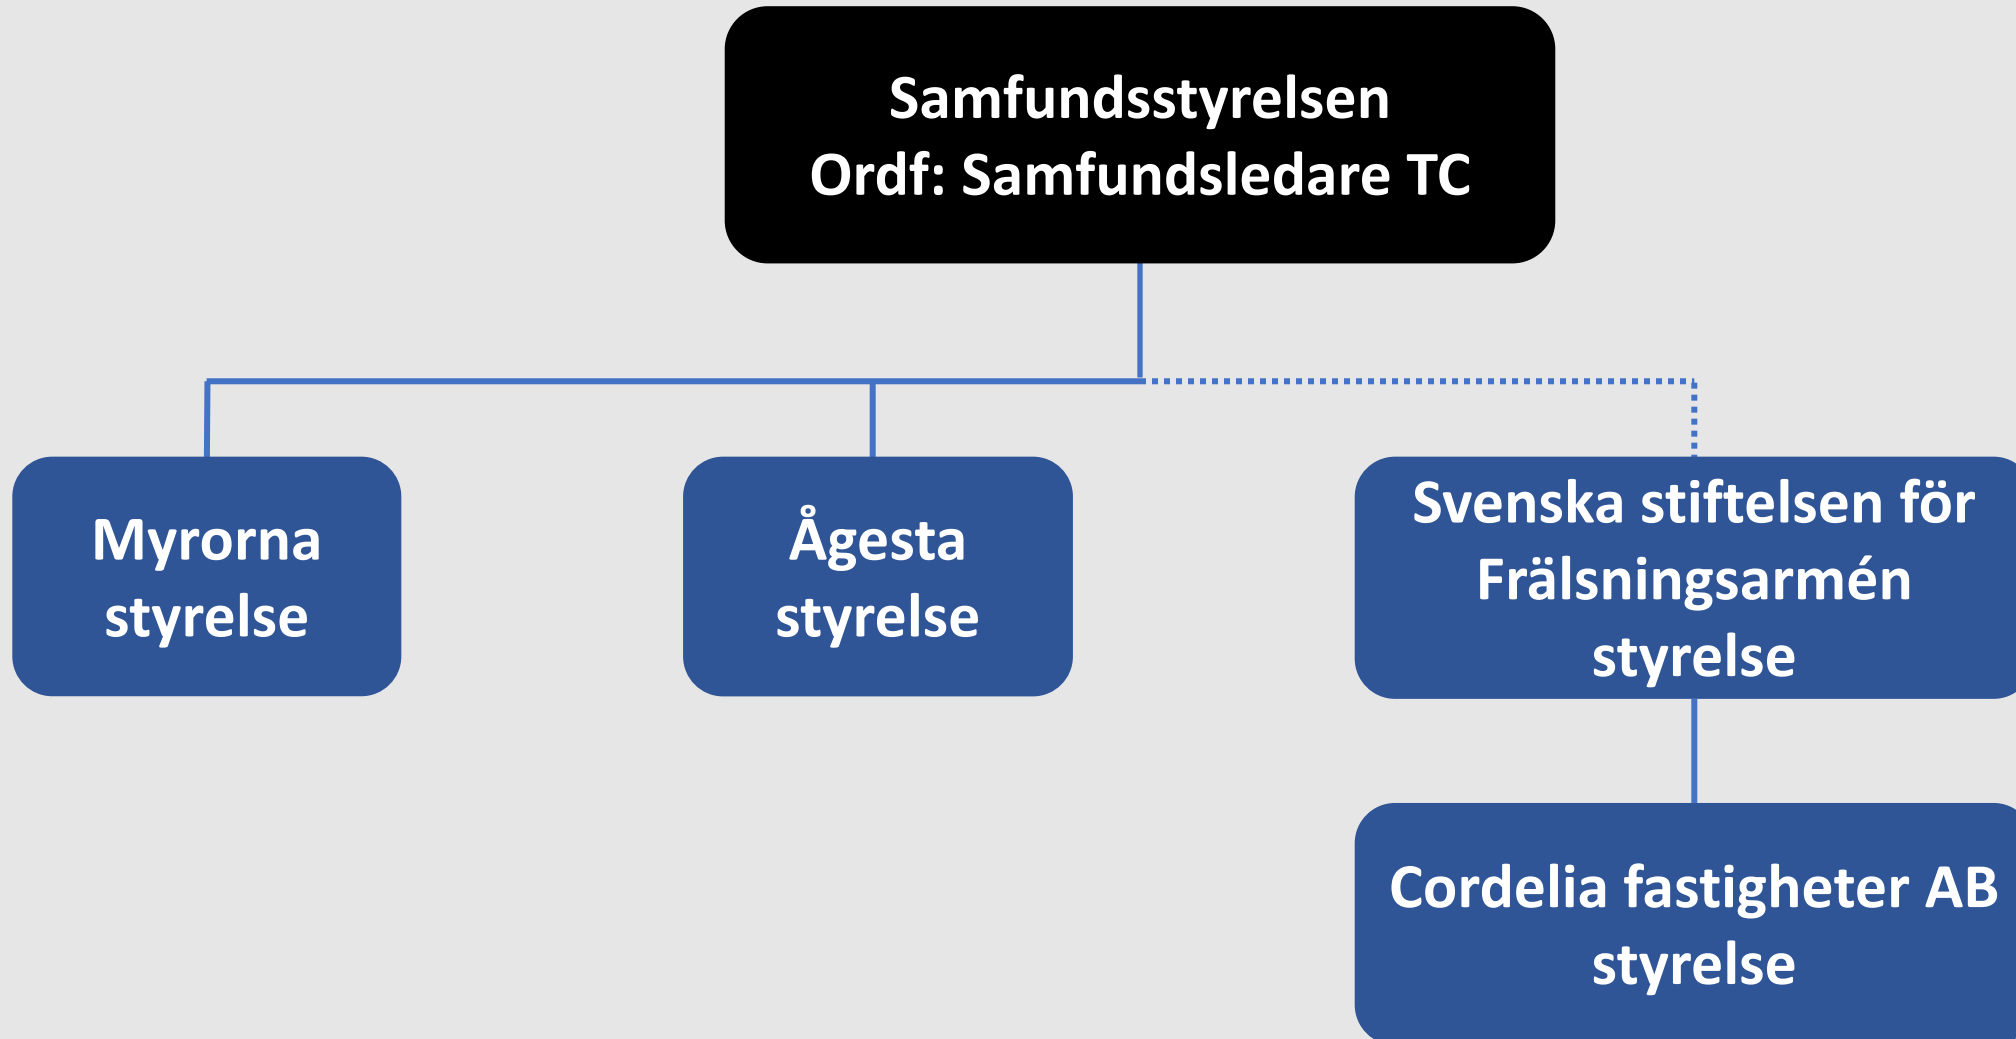 Samfundsstyrelsen
Ordf: Samfundsledare TC
Myrorna
styrelse
Ågesta
styrelse
Svenska stiftelsen för
Frälsningsarmén
styrelse
Cordelia fastigheter AB
styrelse